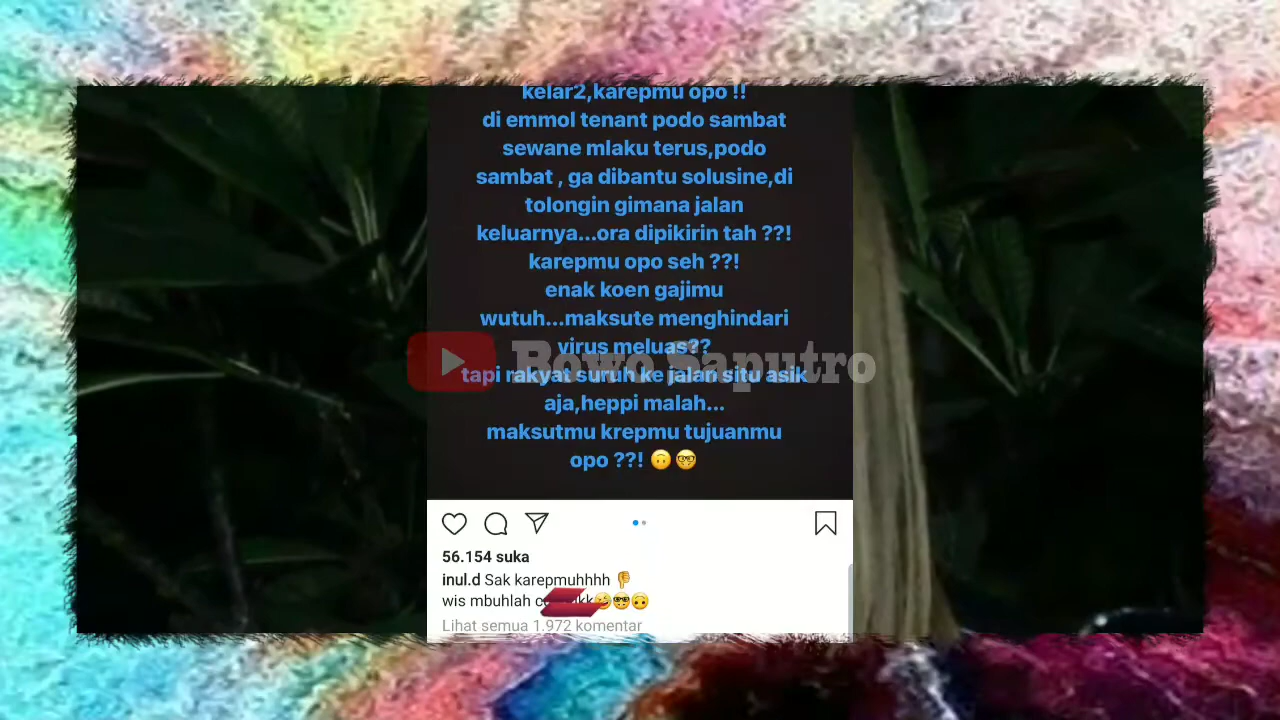 kelar2,karepmu opo !!
di emmol tenant podo sambat
sewane mlaku terus,podo
sambat , ga dibantu solusine,di
tolongin gimana jalan
keluarnya...ora dipikirin tah ??!
karepmu opo seh ??!
enak koen gajimu
wutuh...maksute menghindari
virus meluas??
Bowo Saputro
tapi rakyat suruh ke jalan situ asik
aja,heppi malah...
maksutmu krepmu tujuanmu
opo ??! 🙃🤓
56.154 suka
inul.d Sak karepmuhhhh 👎
wis mbuhlah 🤪🤓🙃
Lihat semua 1.972 komentar